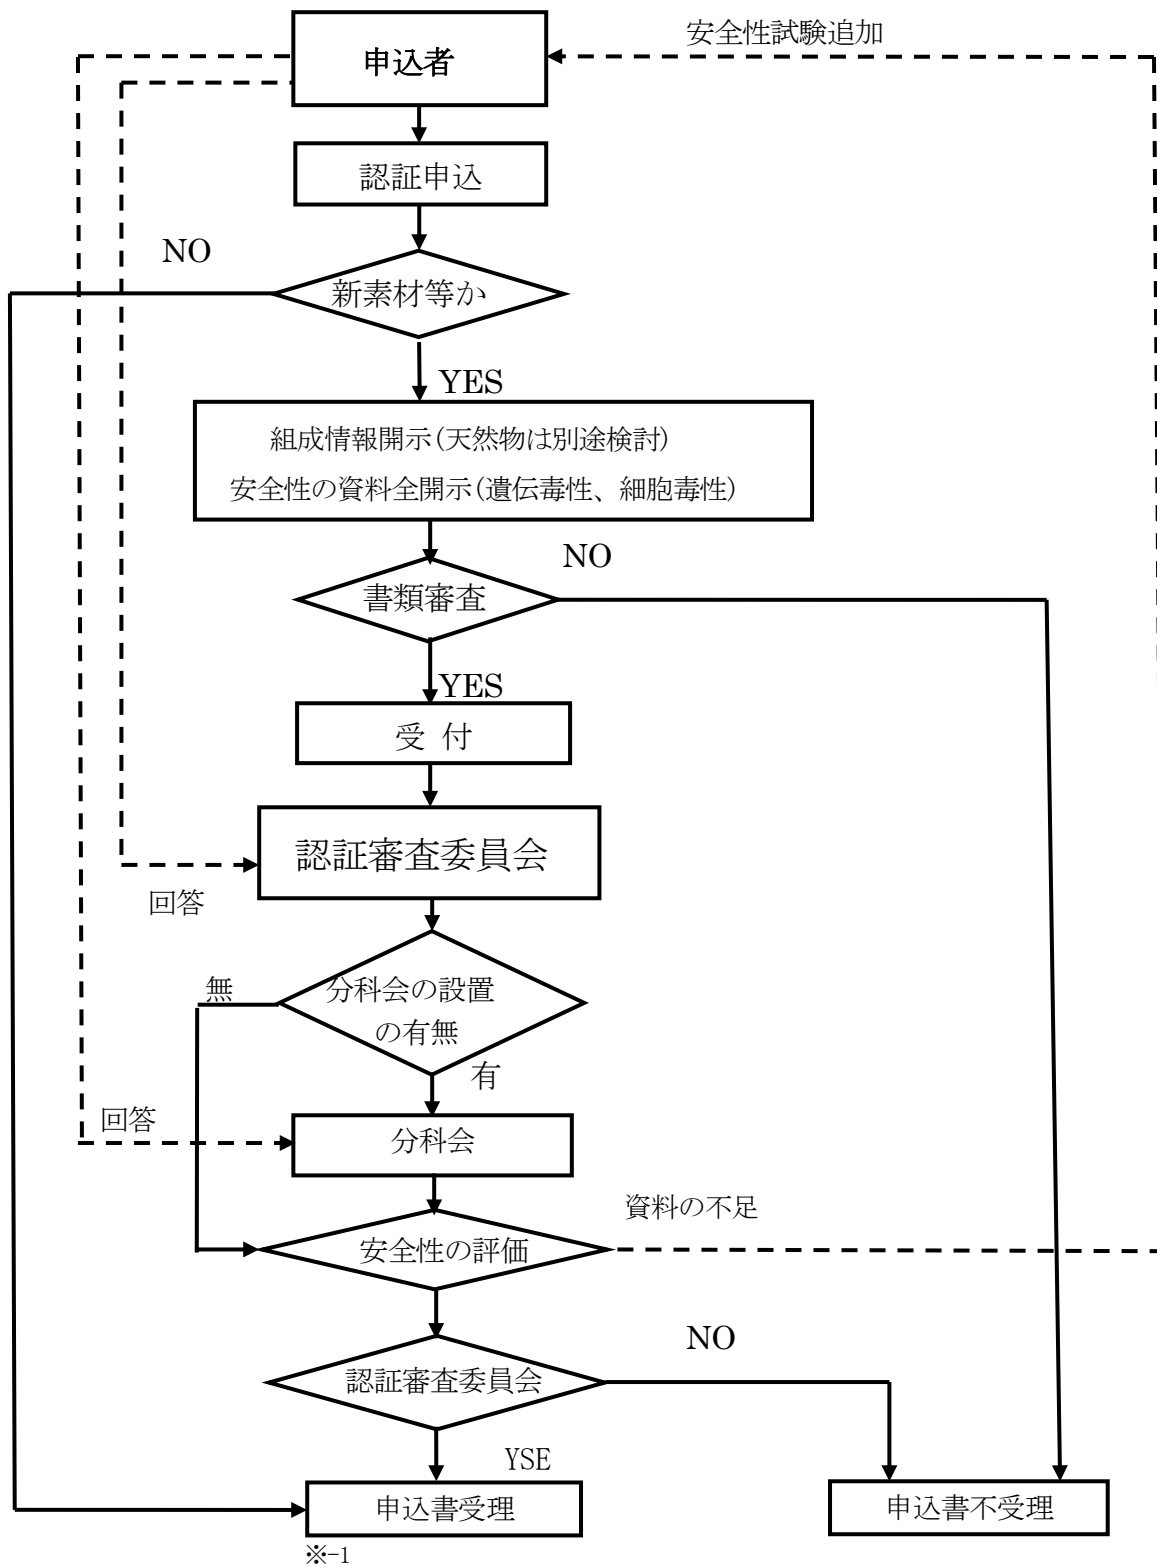 安全性試験追加
申込者
認証申込
NO
新素材等か
YES
組成情報開示(天然物は別途検討)
安全性の資料全開示(遺伝毒性、細胞毒性)
NO
書類審査
YES
受 付
認証審査委員会
回答
無
分科会の設置
の有無
有
回答
分科会
資料の不足
安全性の評価
NO
認証審査委員会
YSE
申込書受理
申込書不受理
※-1